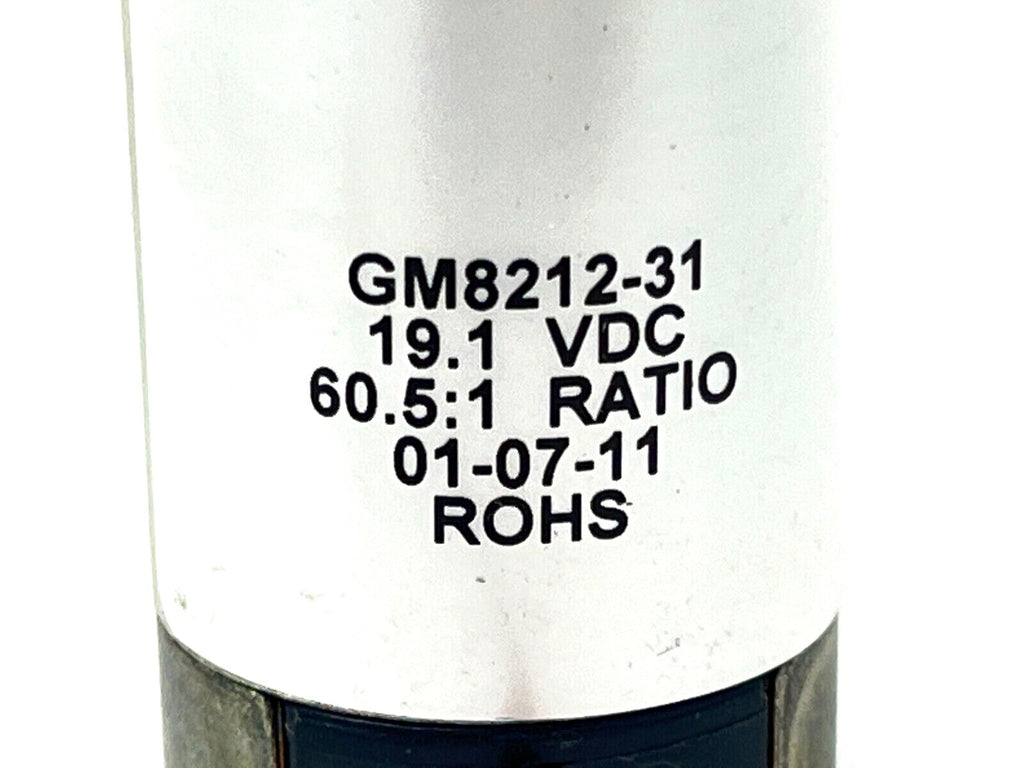 GM8212-31
19.1 VDC
60.5:1 RATIO
01-07-11
ROHS